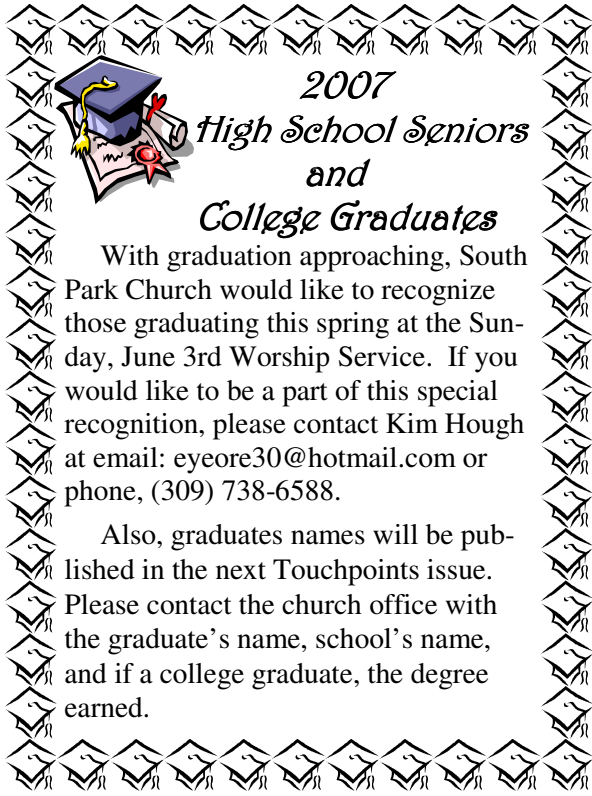 2007
High School Seniors
and
College Graduates
With graduation approaching, South
Park Church would like to recognize
those graduating this spring at the Sun-
day, June 3rd Worship Service.  If you
would like to be a part of this special
recognition, please contact Kim Hough
at email: eyeore30@hotmail.com or
phone, (309) 738-6588.
Also, graduates names will be pub-
lished in the next Touchpoints issue.
Please contact the church office with
the graduate’s name, school’s name,
and if a college graduate, the degree
earned.